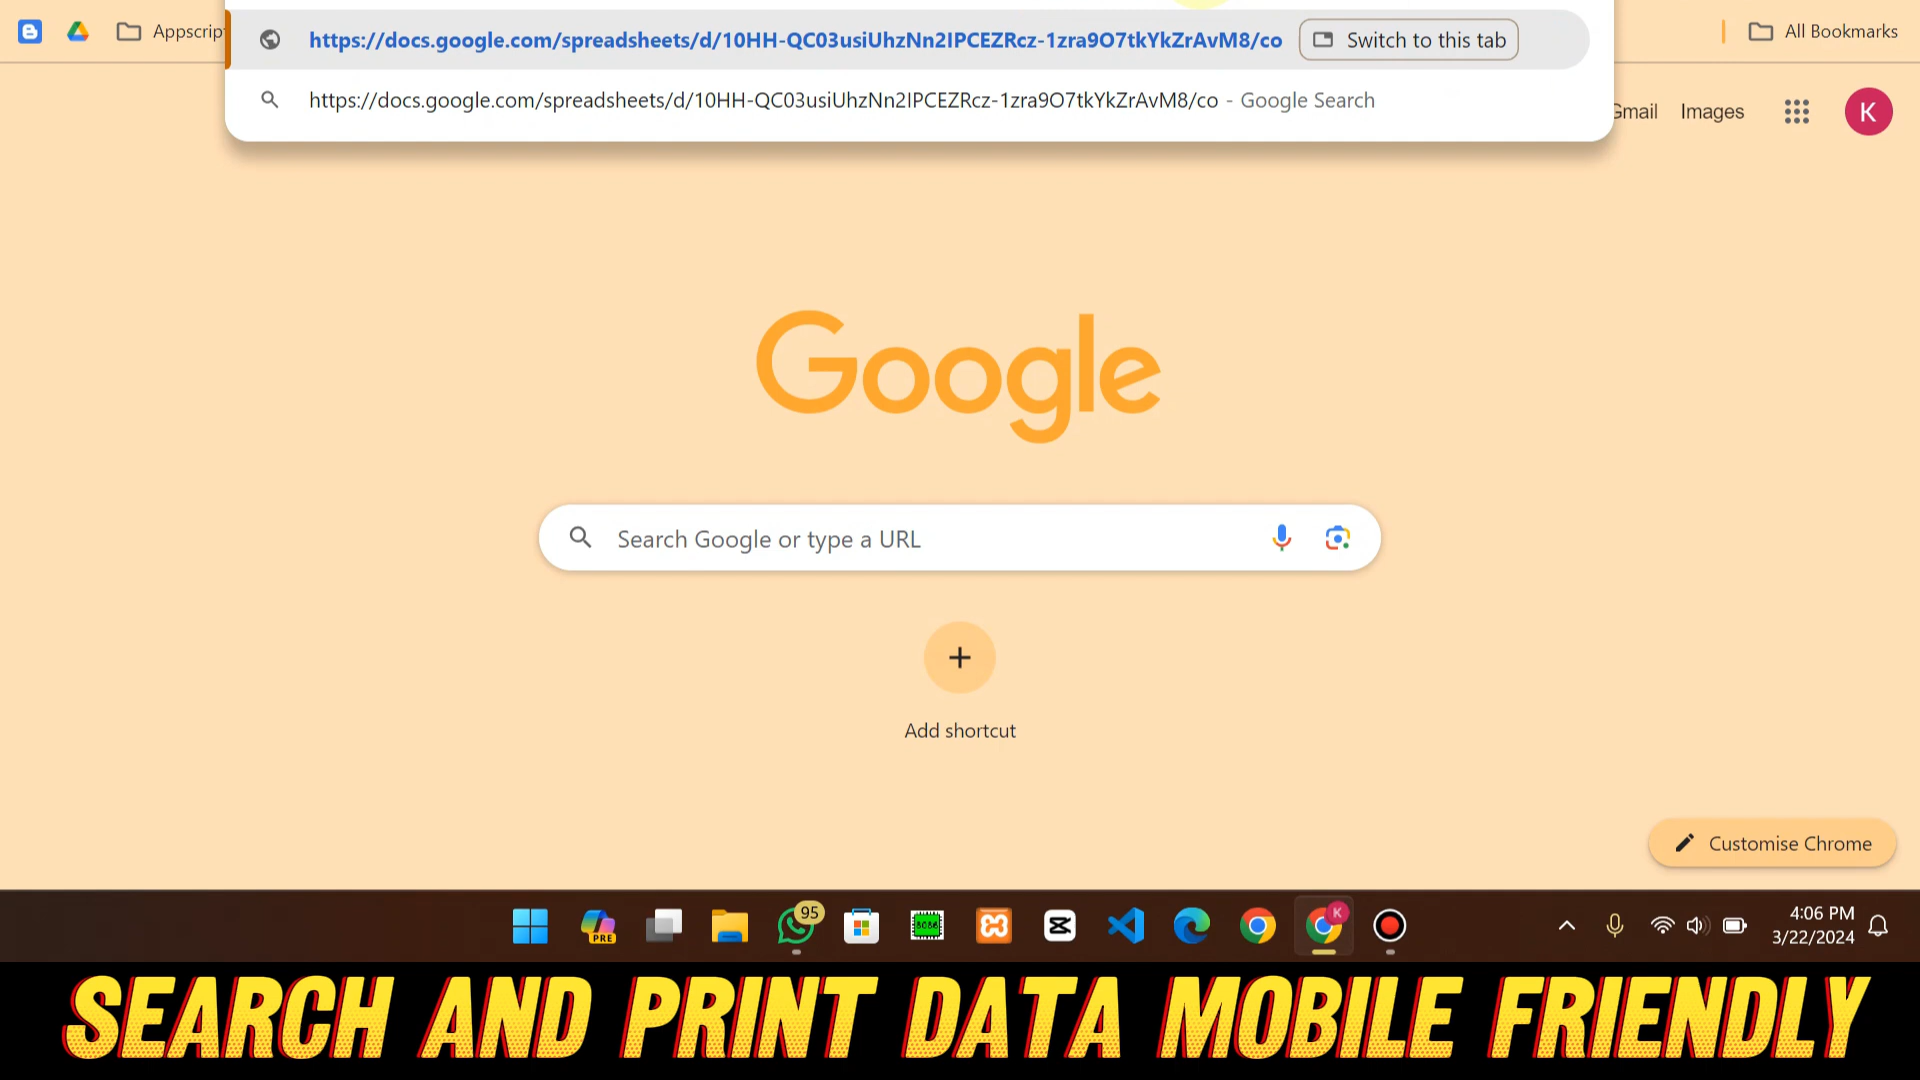 Appscrip
https://docs.google.com/spreadsheets/d/10HH-QC03usiUhzNn2IPCEZRcz-1zra9O7tkYkZrAvM8/co
Switch to this tab
All Bookmarks
https://docs.google.com/spreadsheets/d/10HH-QC03usiUhzNn2IPCEZRcz-1zra9O7tkYkZrAvM8/co - Google Search
Gmail
Images
K
Google
Search Google or type a URL
Add shortcut
Customise Chrome
PRE
95
8086
K
4:06 PM
3/22/2024
SEARCH AND PRINT DATA MOBILE FRIENDLY